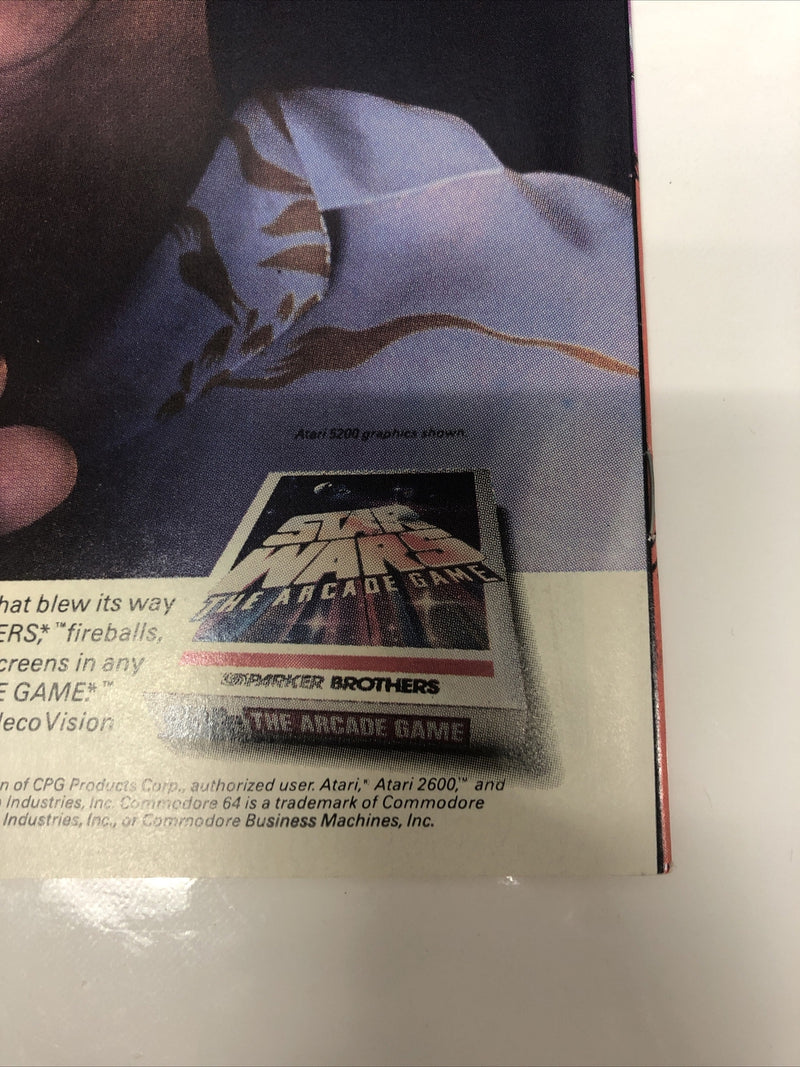 Atari 5200 graphics shown.
STAR
WARS
THE ARCADE GAME
PARKER BROTHERS
THE ARCADE GAME
hat blew its way
ERS,*™ fireballs,
creens in any
E GAME.*™
lecoVision
n of CPG Products Corp., authorized user. Atari,® Atari 2600,™ and
Industries, Inc. Commodore 64 is a trademark of Commodore
Industries, Inc., or Commodore Business Machines, Inc.